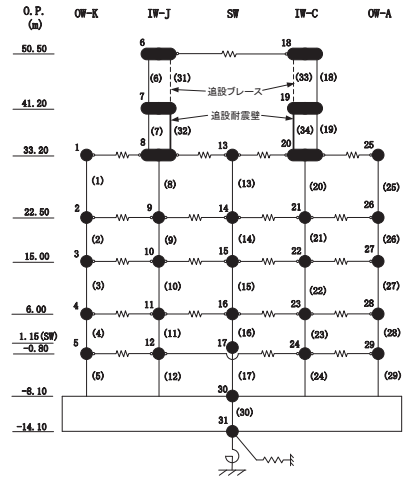 O.P.
(m)
OW-K IW-J SW IW-C OW-A
50.50 6 18
(6) (31) (33) (18)
追設ブレース
41.20 7 19
追設耐震壁
(7) (32) (34) (19)
33.20 1 8 13 20 25
(1) (8) (13) (20) (25)
22.50 2 9 14 21 26
(2) (9) (14) (21) (26)
15.00 3 10 15 22 27
(3) (10) (15) (22) (27)
6.00 4 11 16 23 28
(4) (11) (16) (23) (28)
1.15(SW) 17
-0.80 5 12 24 29
(5) (12) (17) (24) (29)
-8.10 30
(30)
-14.10 31